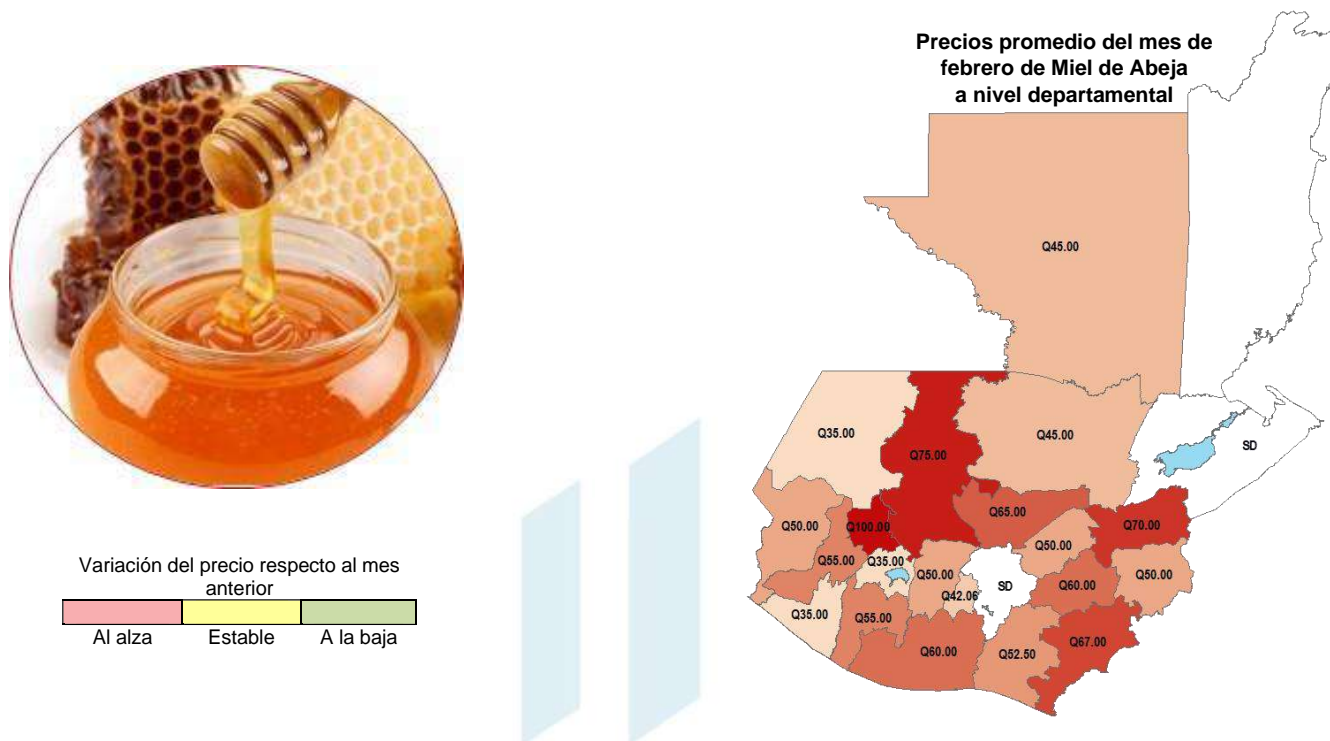 Precios promedio del mes de
febrero de Miel de Abeja
a nivel departamental
Q45.00
Q35.00
Q75.00
Q45.00
SD
Q50.00
Q100.00
Q65.00
Q70.00
Q55.00
Q35.00
Q50.00
Q50.00
Q42.06
SD
Q60.00
Q50.00
Q35.00
Q55.00
Q60.00
Q52.50
Q67.00
Variación del precio respecto al mes
anterior
Al alza
Estable
A la baja